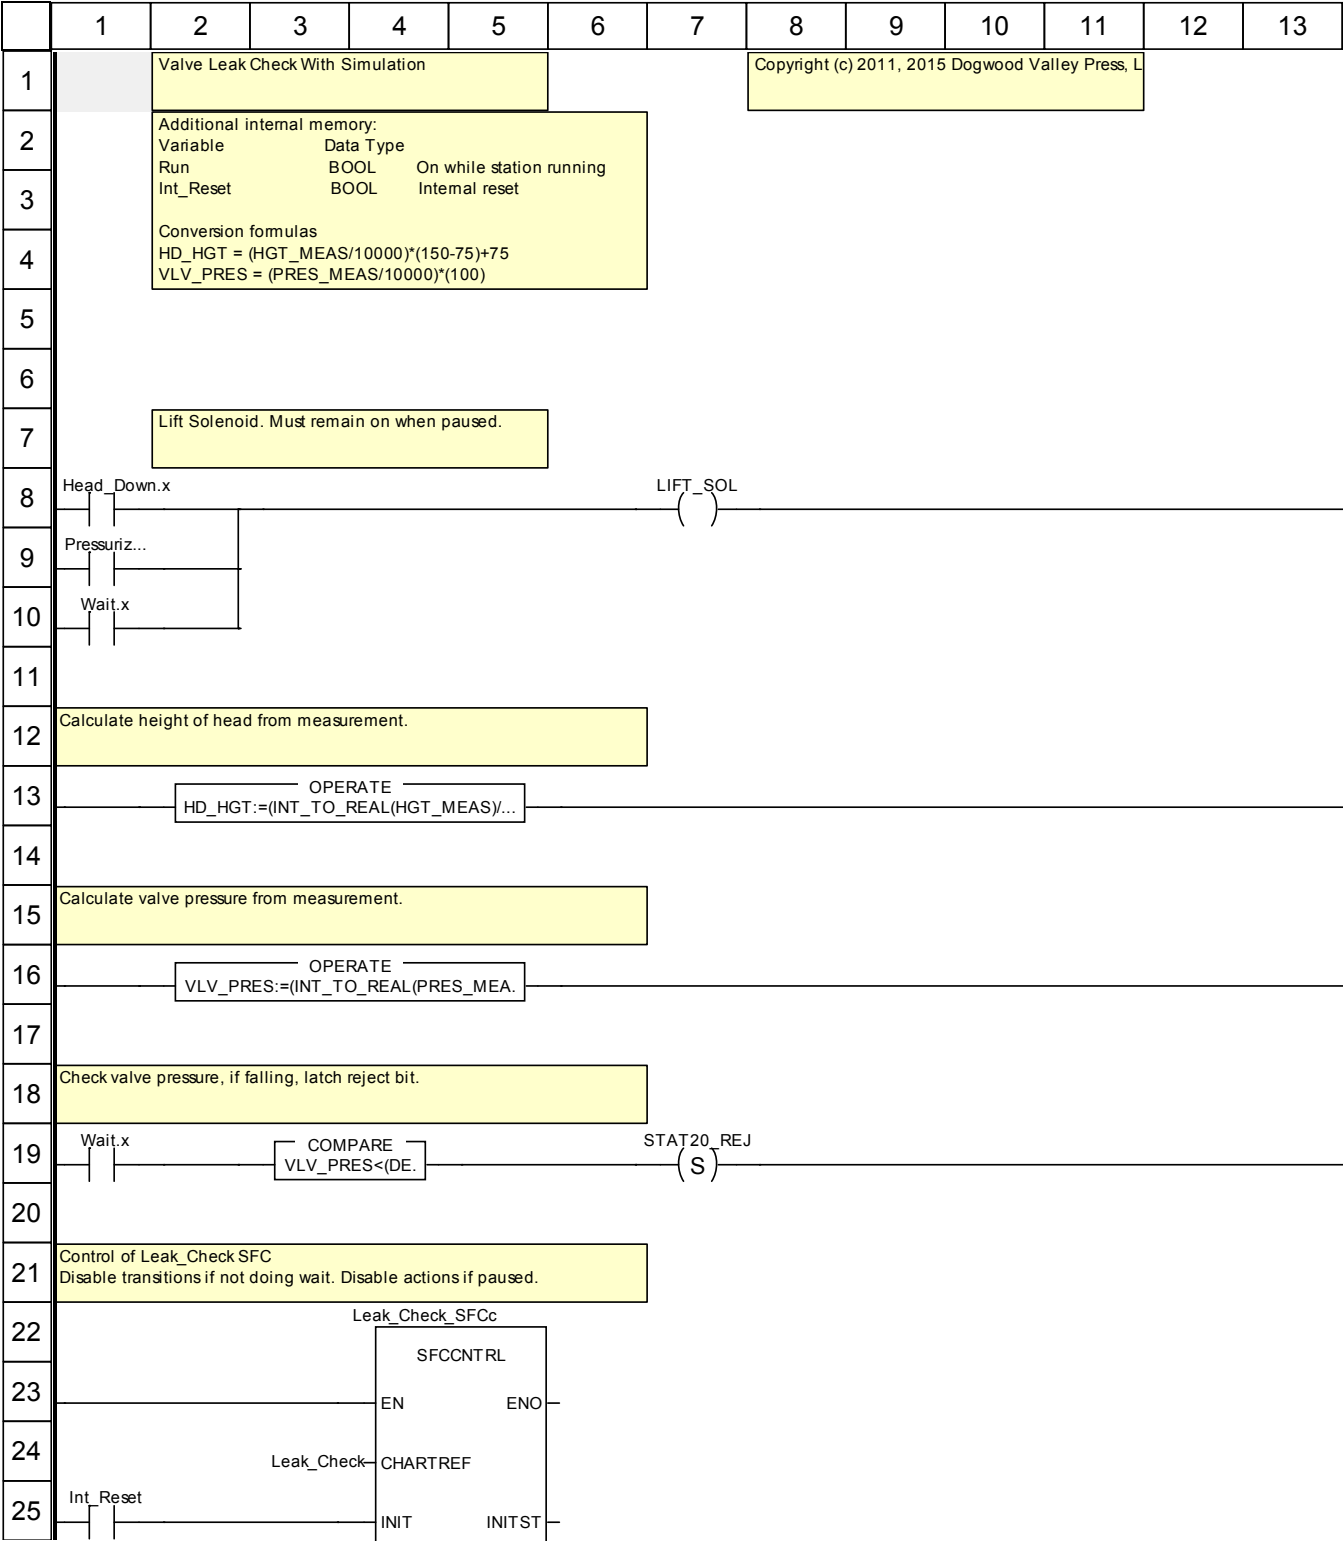 1 2 3 4 5 6 7 8 9 10 11 12 13
1
Valve Leak Check With Simulation
Copyright (c) 2011, 2015 Dogwood Valley Press, L
2
Additional internal memory:
Variable Data Type
Run BOOL On while station running
3
Int_Reset BOOL Internal reset
Conversion formulas
4
HD_HGT = (HGT_MEAS/10000)*(150-75)+75
VLV_PRES = (PRES_MEAS/10000)*(100)
5
6
7
Lift Solenoid. Must remain on when paused.
8
Head_Down.x LIFT_SOL
( )
9
Pressuriz...
10
Wait.x
11
12
Calculate height of head from measurement.
13
OPERATE
HD_HGT:=(INT_TO_REAL(HGT_MEAS)/...
14
15
Calculate valve pressure from measurement.
16
OPERATE
VLV_PRES:=(INT_TO_REAL(PRES_MEA.
17
18
Check valve pressure, if falling, latch reject bit.
19
Wait.x COMPARE STAT20_REJ
VLV_PRES<(DE. (S)
20
21
Control of Leak_Check SFC
Disable transitions if not doing wait. Disable actions if paused.
22
Leak_Check_SFCc
SFCCNTRL
23
EN ENO
24
Leak_Check CHARTREF
25
Int_Reset
INIT INITST